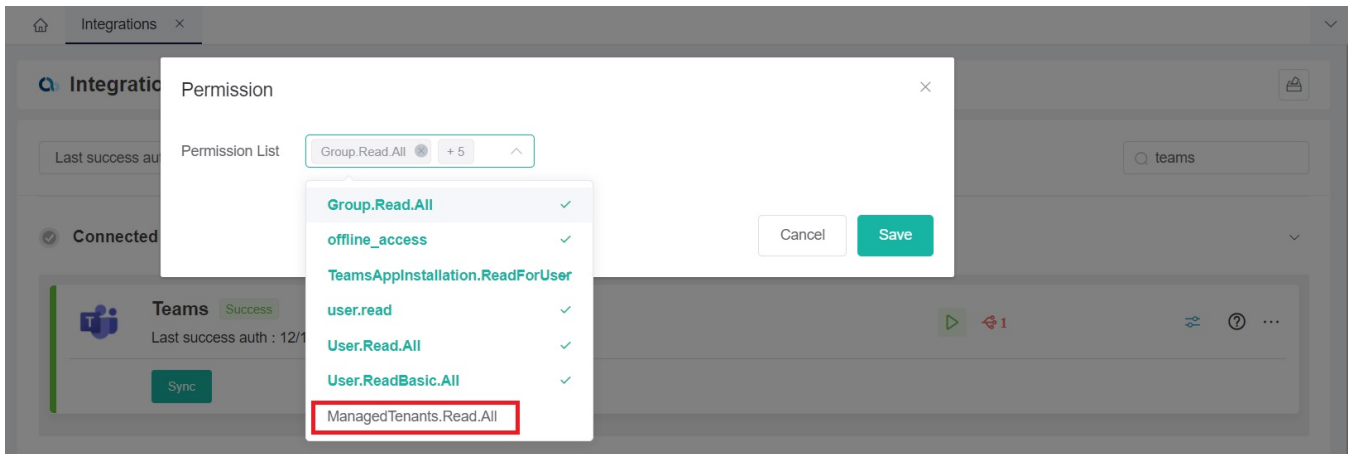 Integrations ×
Integratio
Permission
Permission List
Group.Read.All
+ 5
Last success au
teams
Group.Read.All
offline_access
TeamsAppInstallation.ReadForUser
user.read
User.Read.All
User.ReadBasic.All
ManagedTenants.Read.All
Cancel
Save
Connected
Teams
Success
Last success auth : 12/1
1
Sync